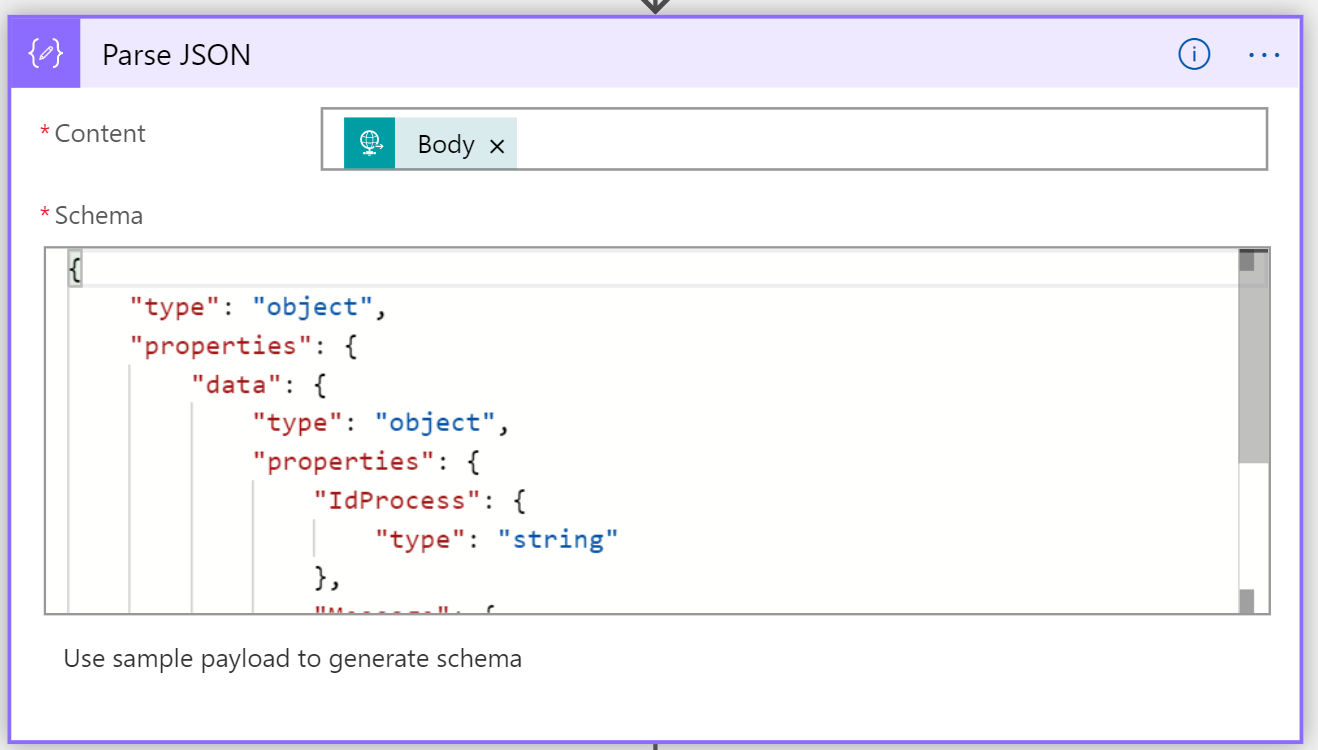 Parse JSON
* Content
Body ×
* Schema
{
"type": "object",
"properties": {
"data": {
"type": "object",
"properties": {
"IdProcess": {
"type": "string"
},
Use sample payload to generate schema